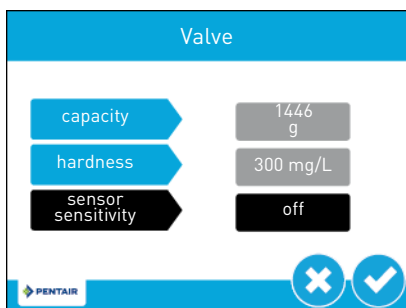 Valve
capacity
1446
g
hardness
300 mg/L
sensor
sensitivity
off
PENTAIR